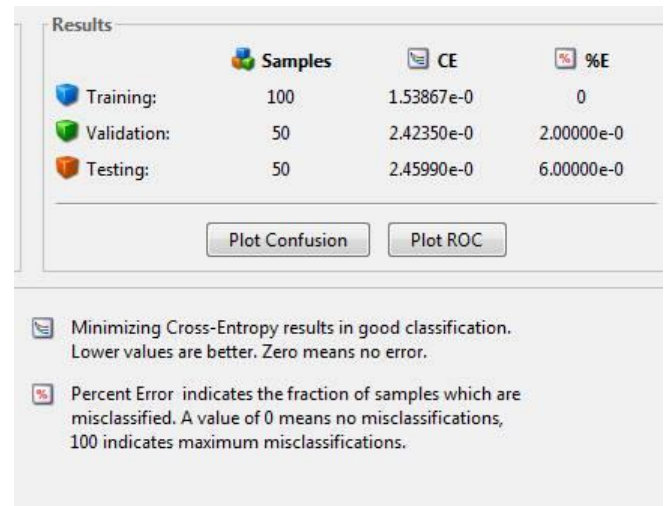 Results
Samples CE %E
Training: 100 1.53867e-0 0
Validation: 50 2.42350e-0 2.00000e-0
Testing: 50 2.45990e-0 6.00000e-0
Plot Confusion Plot ROC
Minimizing Cross-Entropy results in good classification.
Lower values are better. Zero means no error.
% Percent Error indicates the fraction of samples which are
misclassified. A value of 0 means no misclassifications,
100 indicates maximum misclassifications.